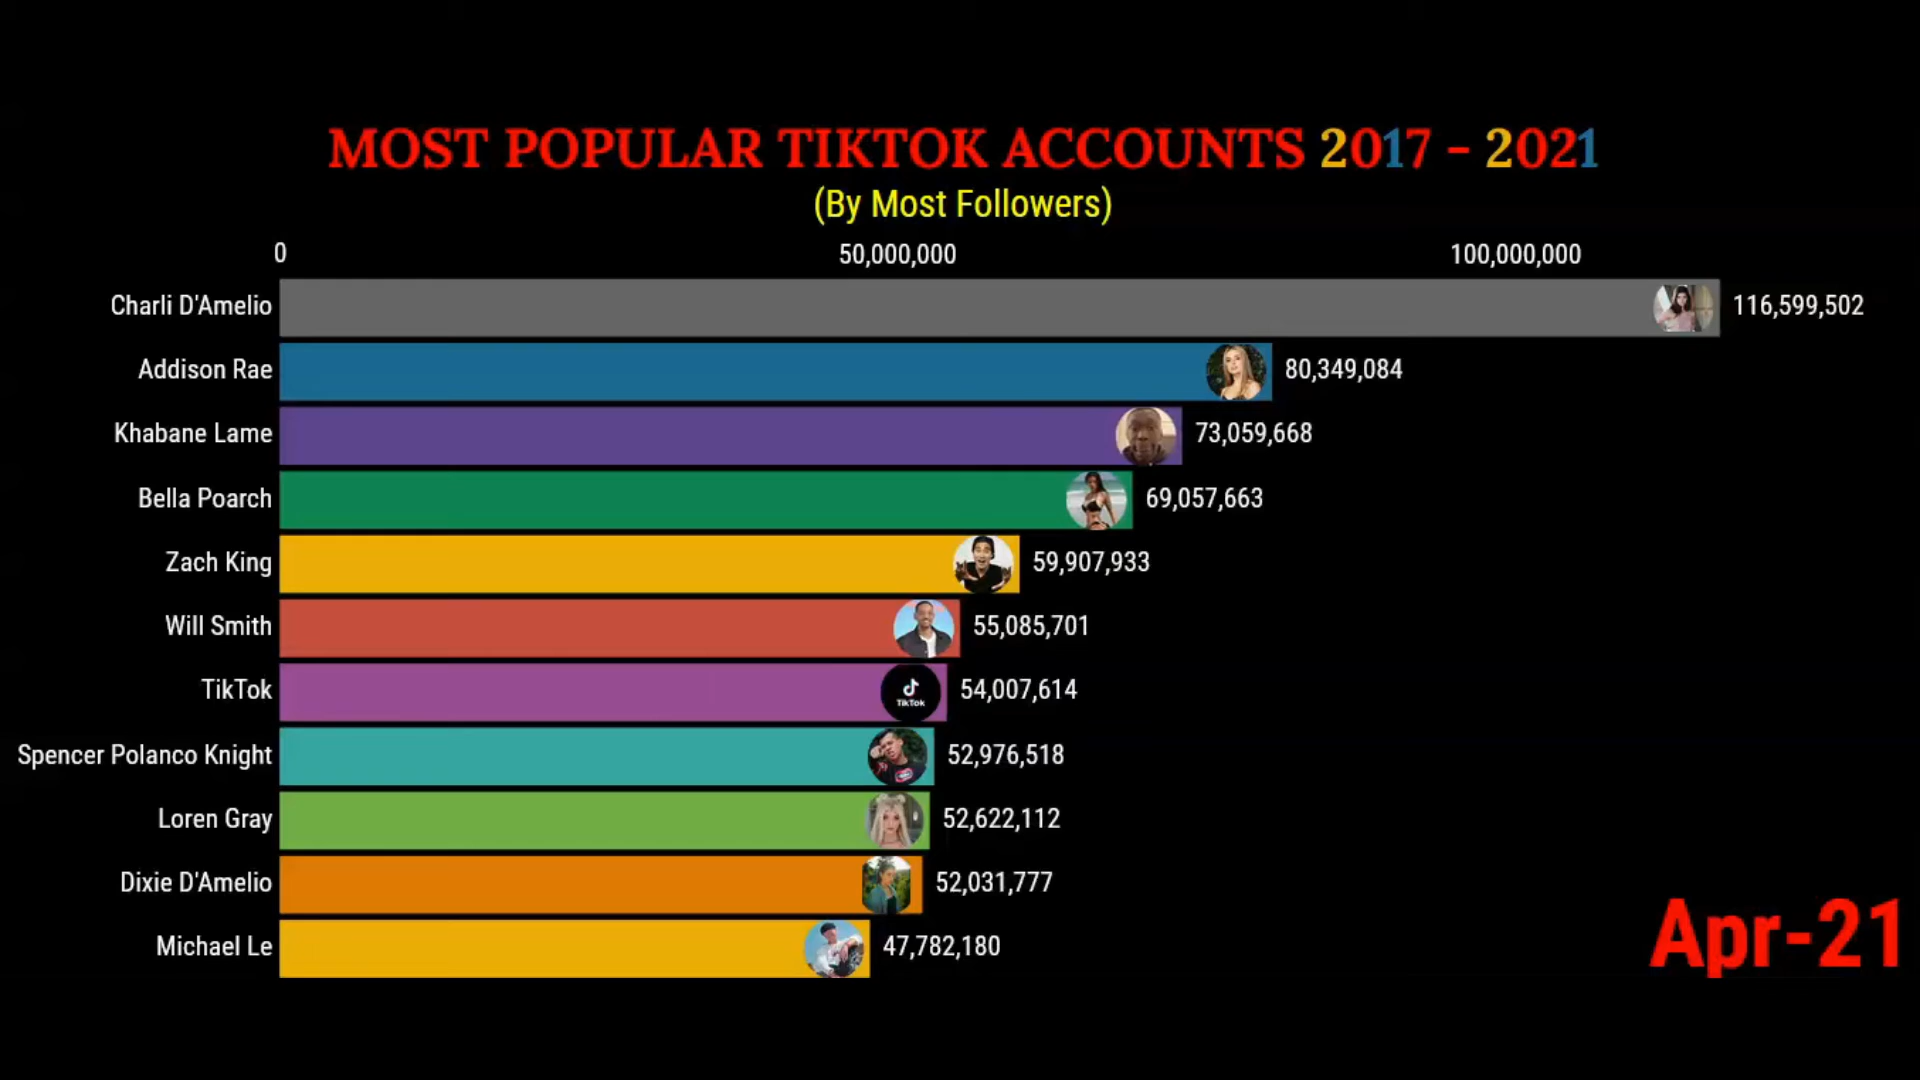 MOST POPULAR TIKTOK ACCOUNTS 2017 - 2021
(By Most Followers)
0 50,000,000 100,000,000
Charli D'Amelio 116,599,502
Addison Rae 80,349,084
Khabane Lame 73,059,668
Bella Poarch 69,057,663
Zach King 59,907,933
Will Smith 55,085,701
TikTok TikTok 54,007,614
Spencer Polanco Knight 52,976,518
Loren Gray 52,622,112
Dixie D'Amelio 52,031,777
Michael Le 47,782,180
Apr-21